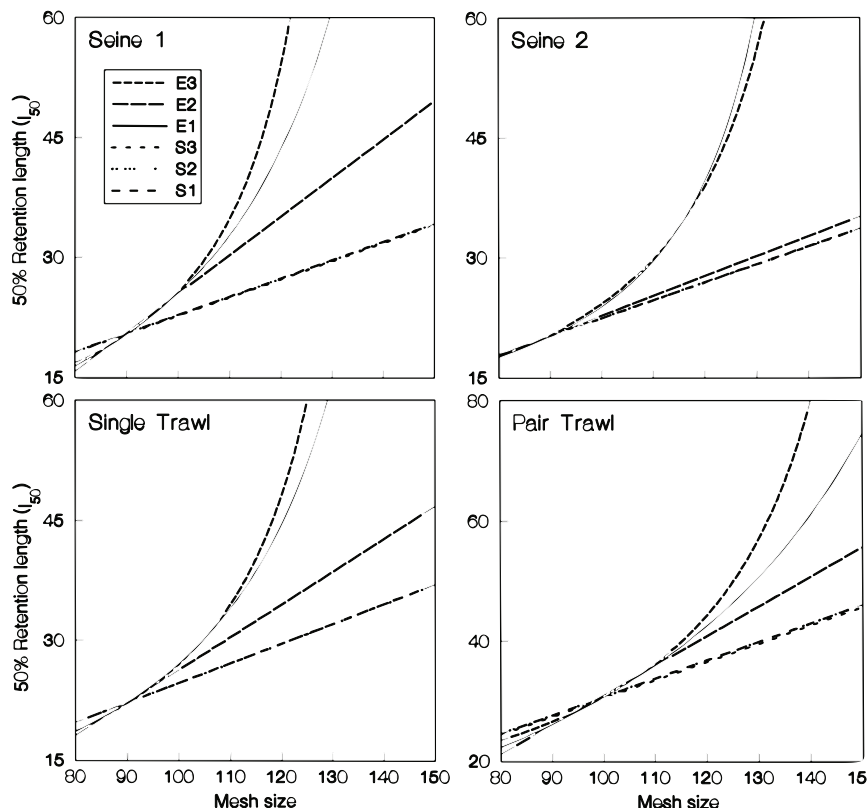 Seine 1
Seine 2
60
45
30
15
50% Retention length (l50)
E3
E2
E1
S3
S2
S1
60
45
30
15
Single Trawl
Pair Trawl
60
45
30
15
50% Retention length (l50)
80
60
40
20
80 90 100 110 120 130 140 150
80 90 100 110 120 130 140 15
Mesh size
Mesh size